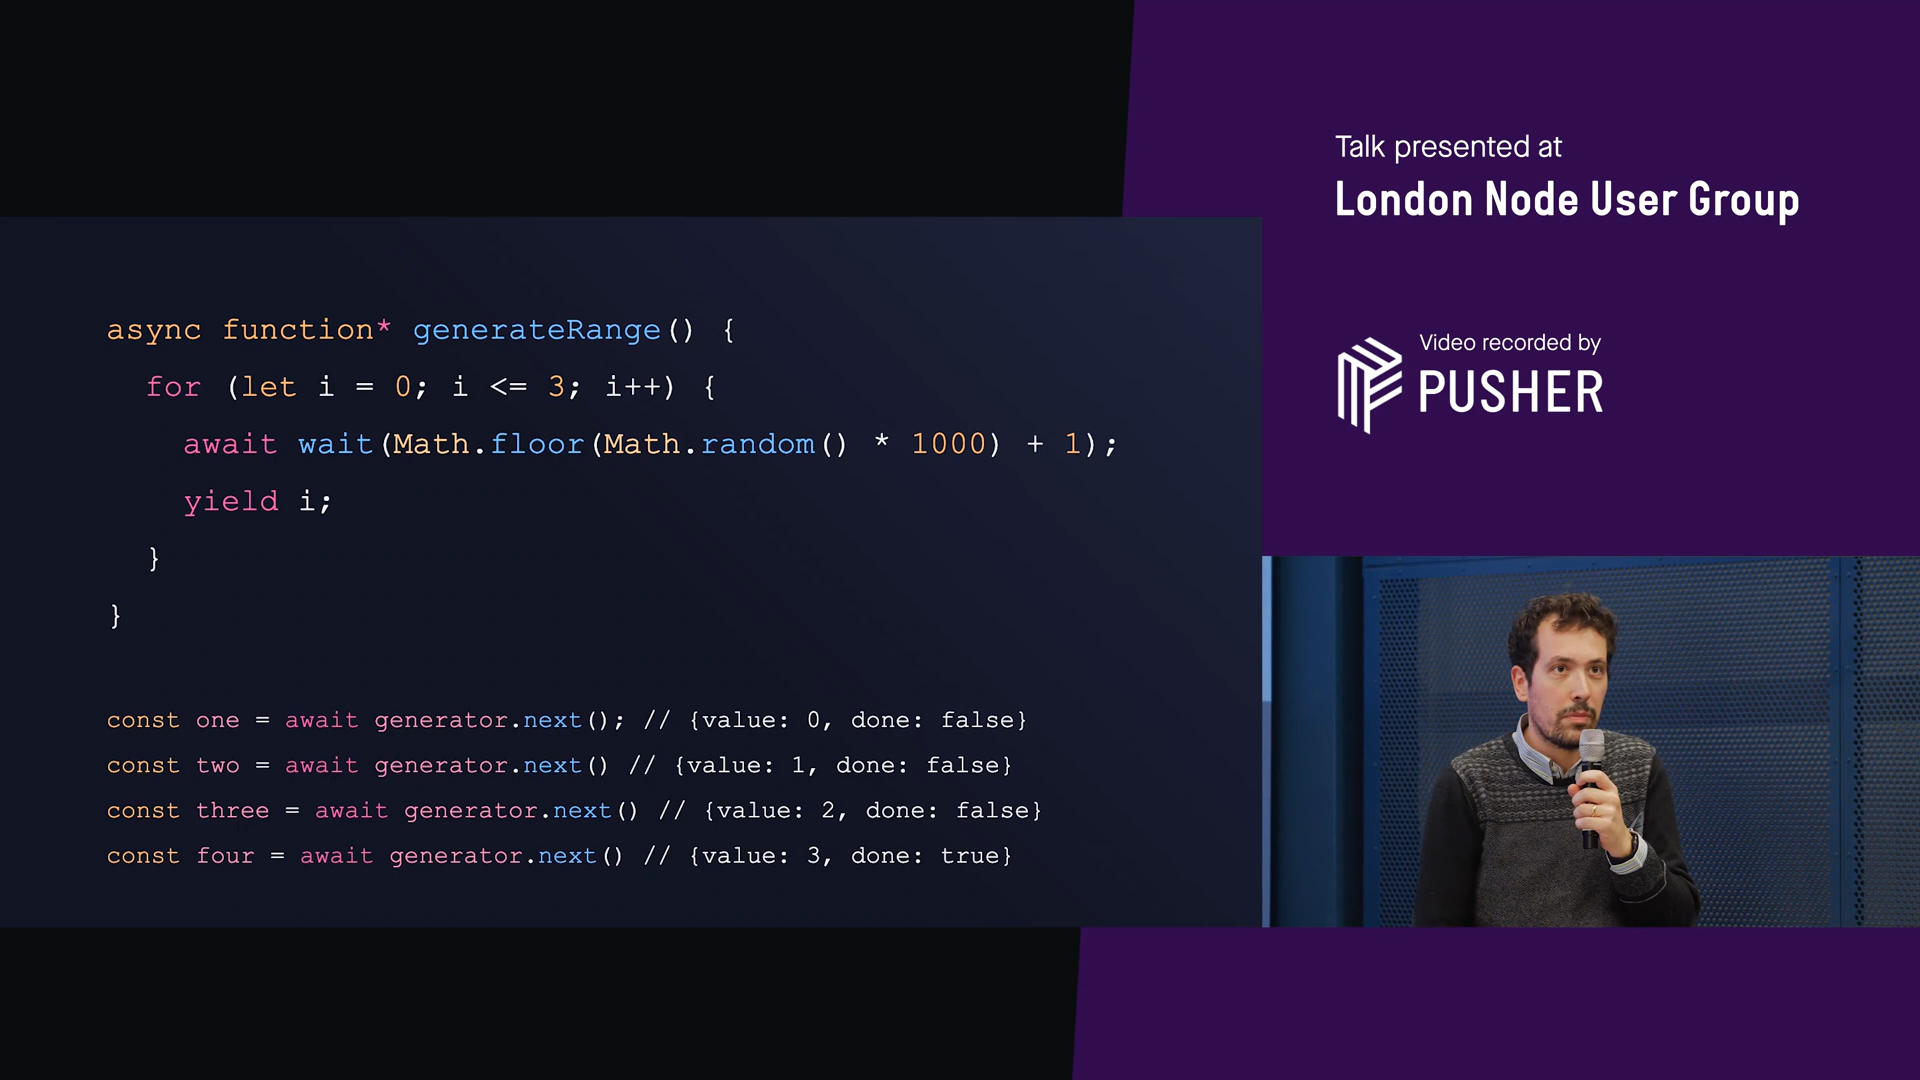 async function* generateRange() {
for (let i = 0; i <= 3; i++) {
await wait(Math.floor(Math.random() * 1000) + 1);
yield i;
}
}
const one = await generator.next(); // {value: 0, done: false}
const two = await generator.next() // {value: 1, done: false}
const three = await generator.next() // {value: 2, done: false}
const four = await generator.next() // {value: 3, done: true}
Talk presented at
London Node User Group
Video recorded by
PUSHER